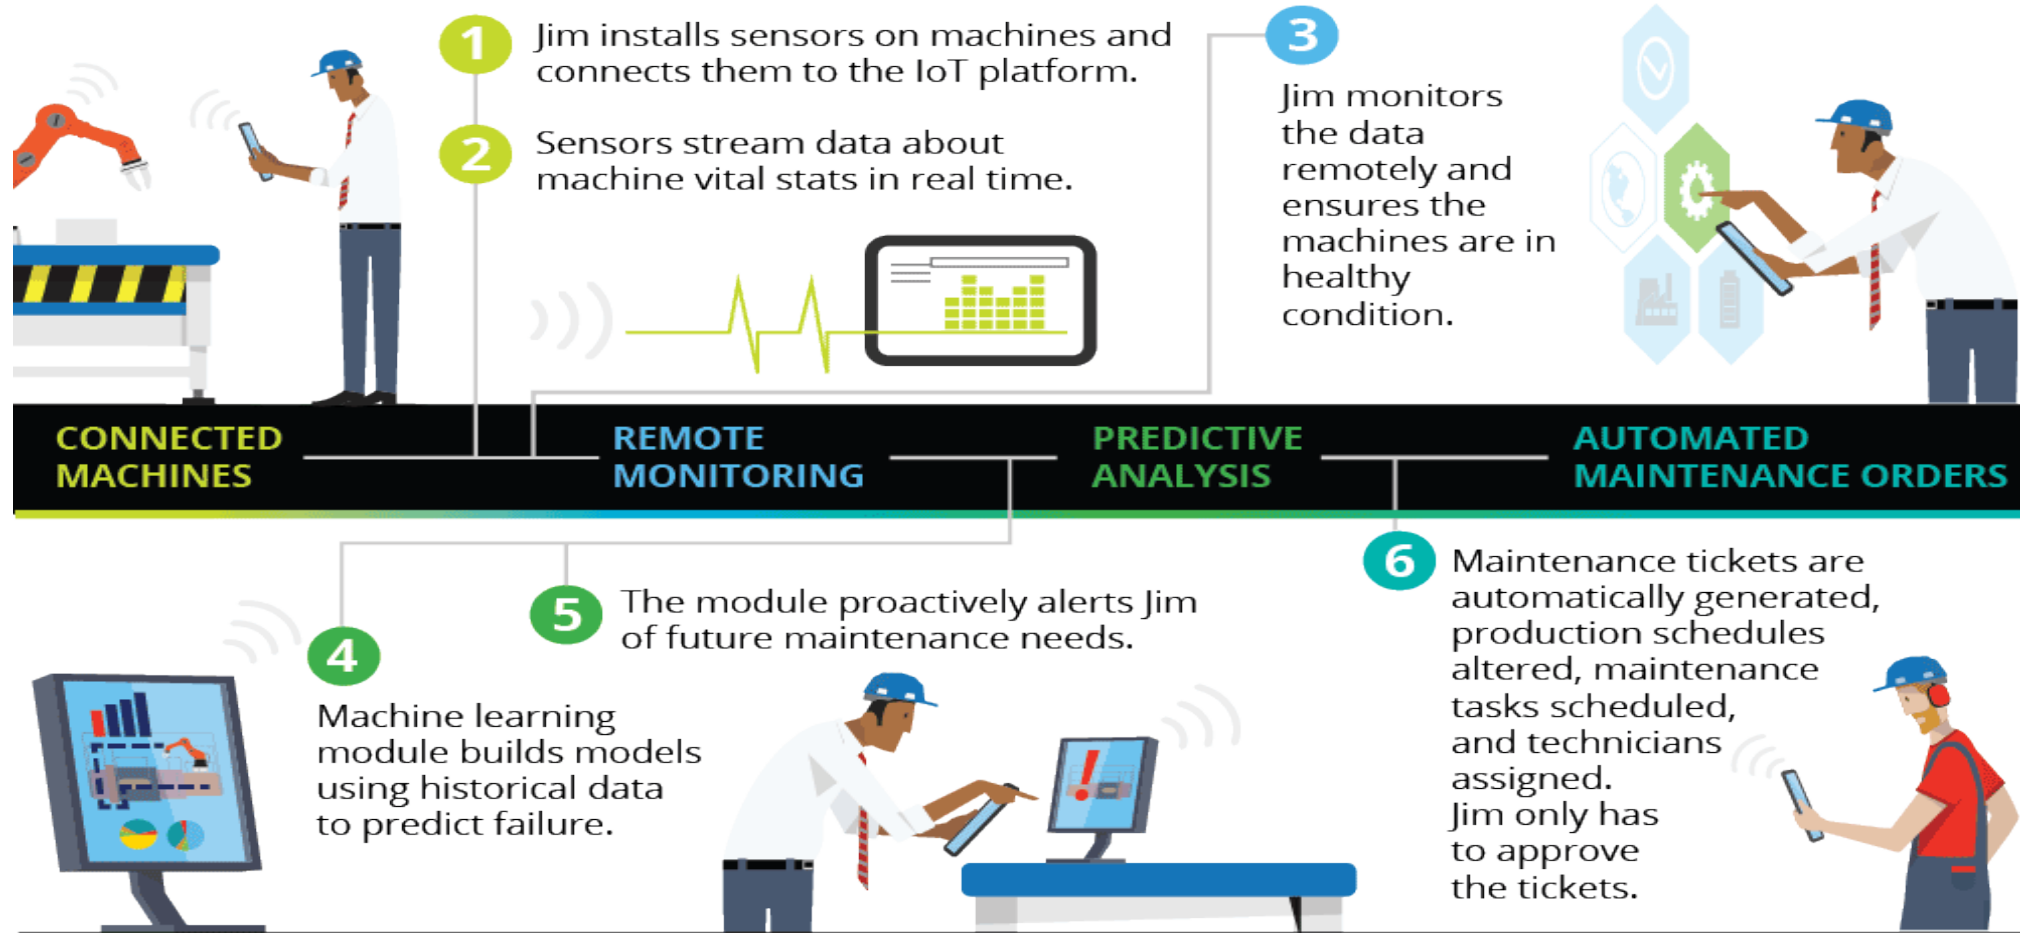 1
Jim installs sensors on machines and
connects them to the IoT platform.
2
Sensors stream data about
machine vital stats in real time.
3
Jim monitors
the data
remotely and
ensures the
machines are in
healthy
condition.
CONNECTED
MACHINES
REMOTE
MONITORING
PREDICTIVE
ANALYSIS
AUTOMATED
MAINTENANCE ORDERS
4
Machine learning
module builds models
using historical data
to predict failure.
5
The module proactively alerts Jim
of future maintenance needs.
!
6
Maintenance tickets are
automatically generated,
production schedules
altered, maintenance
tasks scheduled,
and technicians
assigned.
Jim only has
to approve
the tickets.